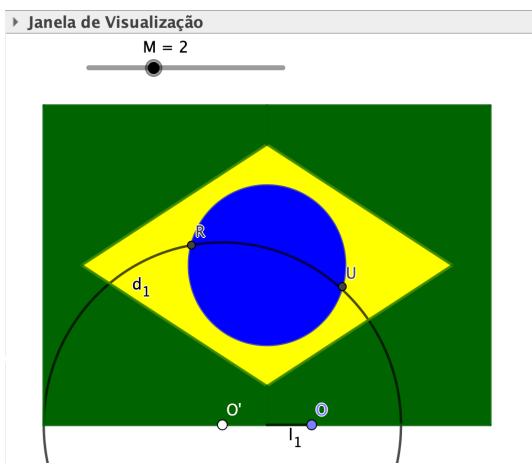 Janela de Visualização
M = 2
R
U
d₁
O'
O
l₁